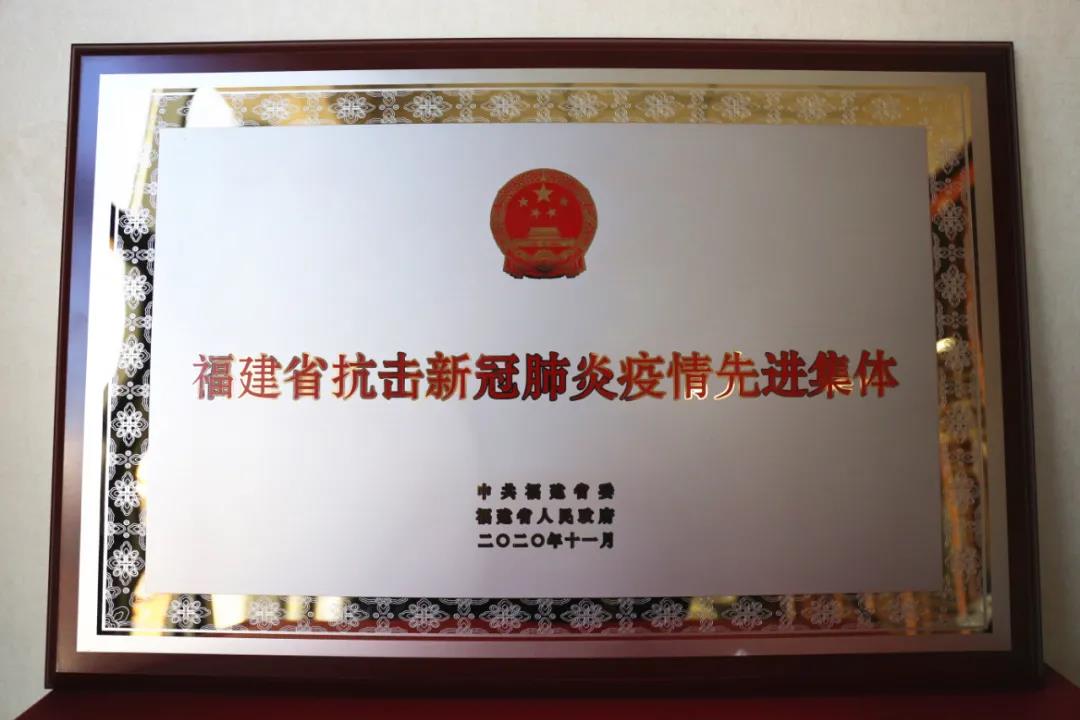 福建省抗击新冠肺炎疫情先进集体
中共福建省委
福建省人民政府
二〇二〇年十一月